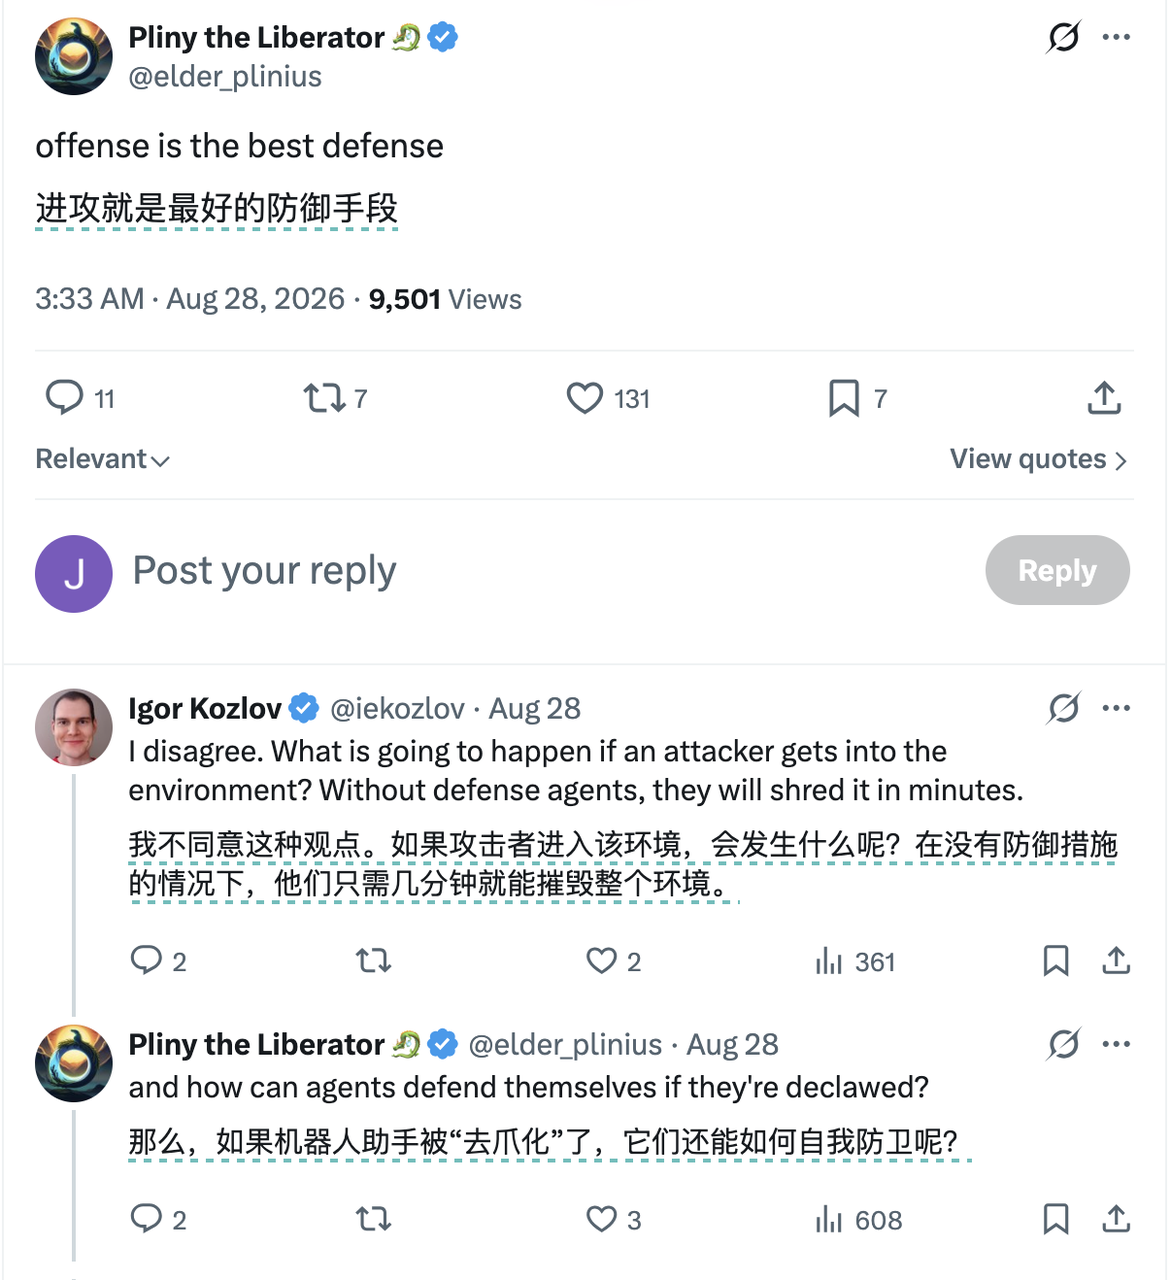 Pliny the Liberator 🐉
@elder_plinius
offense is the best defense
进攻就是最好的防御手段
3:33 AM · Aug 28, 2026 · 9,501 Views
11 7 131 7
Relevant View quotes
J Post your reply Reply
Igor Kozlov @iekozlov · Aug 28
I disagree. What is going to happen if an attacker gets into the
environment? Without defense agents, they will shred it in minutes.
我不同意这种观点。如果攻击者进入该环境，会发生什么呢？在没有防御措施
的情况下，他们只需几分钟就能摧毁整个环境。
2 2 361
Pliny the Liberator 🐉 @elder_plinius · Aug 28
and how can agents defend themselves if they're declawed?
那么，如果机器人助手被“去爪化”了，它们还能如何自我防卫呢？
2 3 608